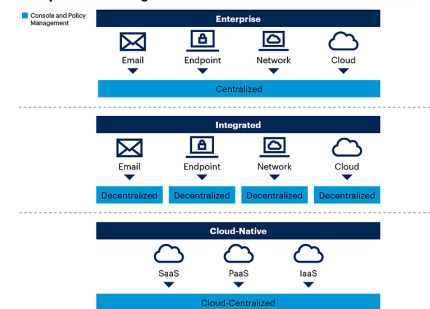 Console and Policy
Management
Enterprise
Email Endpoint Network Cloud
Centralized
Integrated
Email Endpoint Network Cloud
Decentralized Decentralized Decentralized Decentralized
Cloud-Native
SaaS PaaS IaaS
Cloud-Centralized